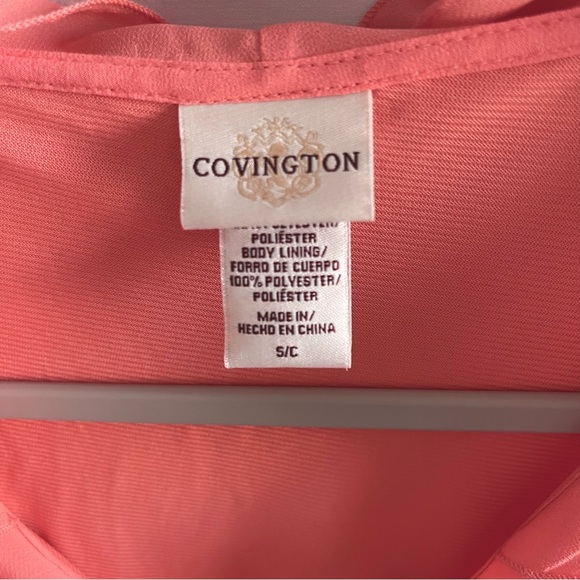 COVINGTON
POLIÉSTER
BODY LINING/
FORRO DE CUERPO
100% POLYESTER/
POLIÉSTER
MADE IN/
HECHO EN CHINA
S/C